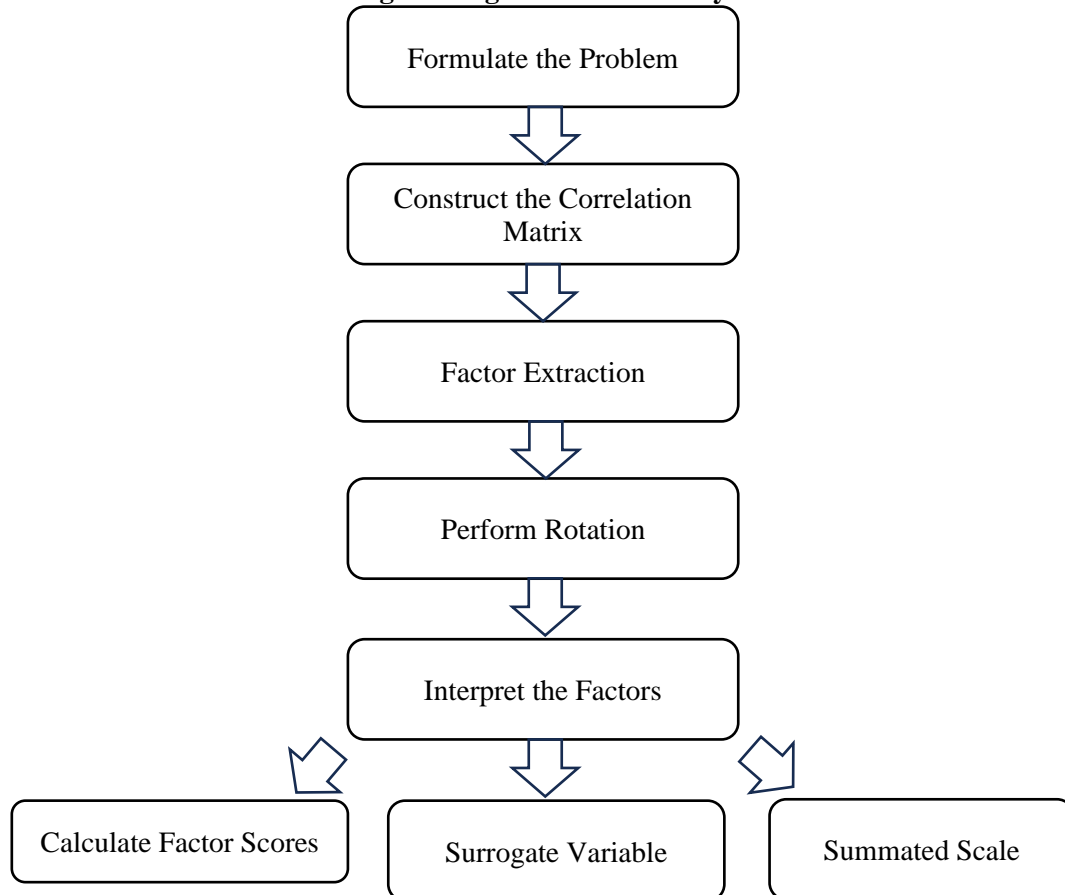 Formulate the Problem
Construct the Correlation
Matrix
Factor Extraction
Perform Rotation
Interpret the Factors
Calculate Factor Scores
Surrogate Variable
Summated Scale